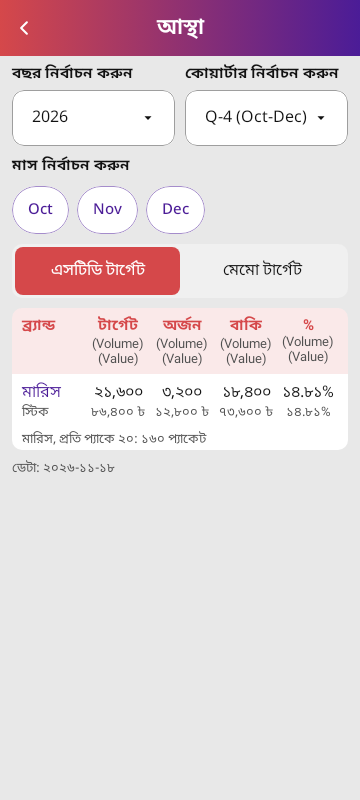 আস্থা
বছর নির্বাচন করুন
কোয়ার্টার নির্বাচন করুন
2026
Q-4 (Oct-Dec)
মাস নির্বাচন করুন
Oct Nov Dec
এসটিডি টার্গেট মেমো টার্গেট
ব্র্যান্ড টার্গেট অর্জন বাকি %
(Volume) (Volume) (Volume) (Volume)
(Value) (Value) (Value) (Value)
মারিস ২১,৬০০ ৩,২০০ ১৮,৪০০ ১৪.৮১%
স্টিক ৮৬,৪০০ ৳ ১২,৮০০ ৳ ৭৩,৬০০ ৳ ১৪.৮১%
মারিস, প্রতি প্যাকে ২০: ১৬০ প্যাকেট
ডেটা: ২০২৬-১১-১৮